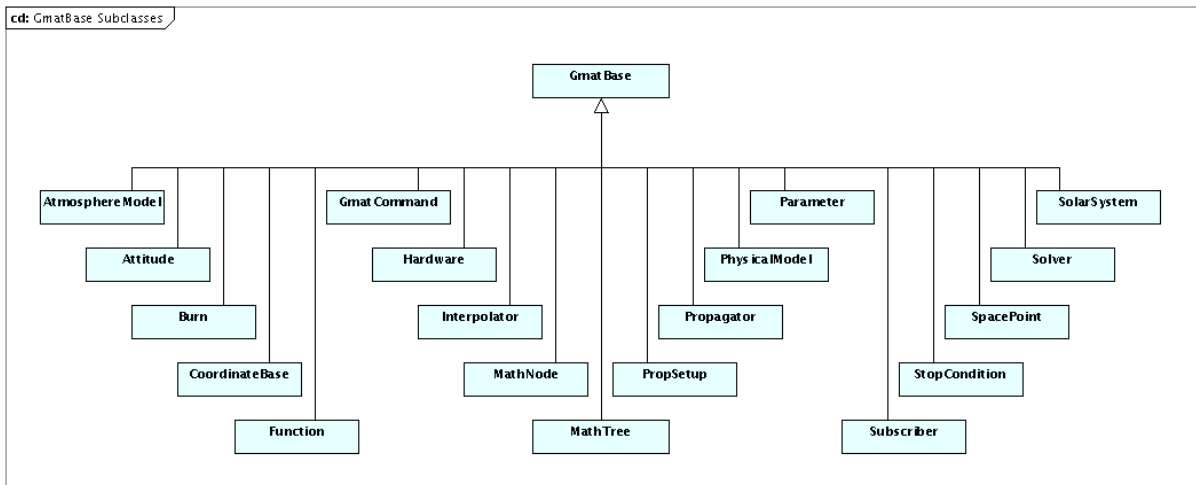 cd: GmatBase Subclasses
GmatBase
AtmosphereModel
GmatCommand
Parameter
SolarSystem
Attitude
Hardware
PhysicalModel
Solver
Burn
Interpolator
Propagator
SpacePoint
CoordinateBase
MathNode
PropSetup
StopCondition
Function
MathTree
Subscriber